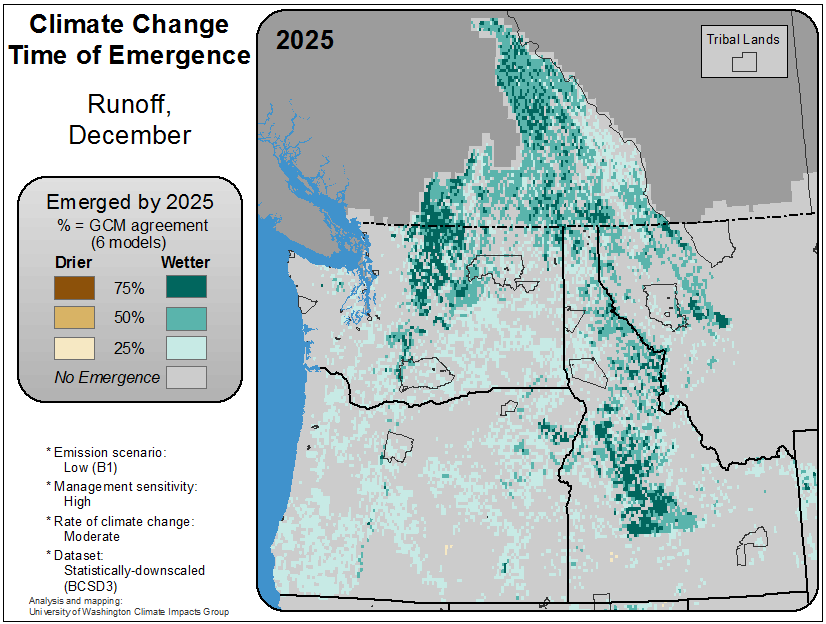 Climate Change
Time of Emergence
Runoff,
December
Emerged by 2025
% = GCM agreement
(6 models)
Drier Wetter
75%
50%
25%
No Emergence
* Emission scenario:
Low (B1)
* Management sensitivity:
High
* Rate of climate change:
Moderate
* Dataset:
Statistically-downscaled
(BCSD3)
Analysis and mapping:
University of Washington Climate Impacts Group
2025
Tribal Lands